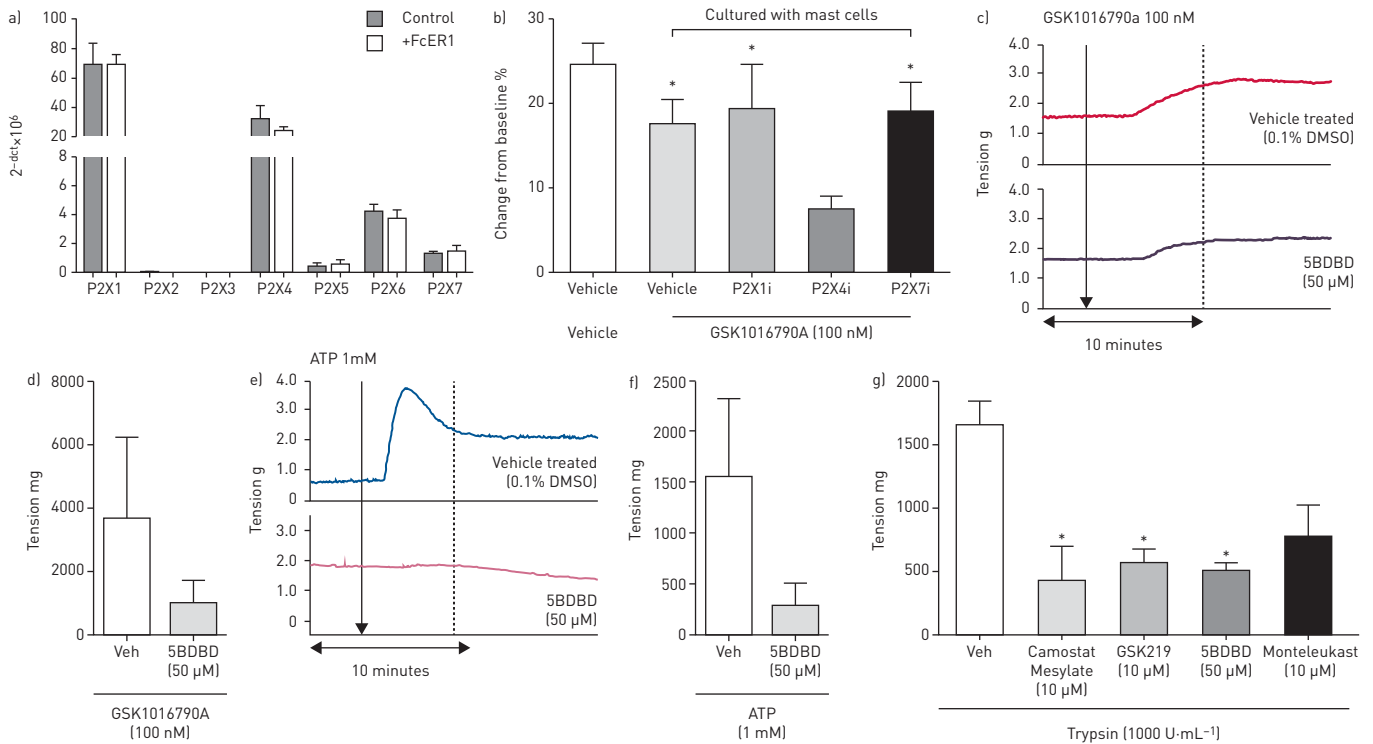 a)
100
80
60
40
20
8
6
4
2
0
2-dct×106
Control
+FcER1
P2X1 P2X2 P2X3 P2X4 P2X5 P2X6 P2X7
b)
Cultured with mast cells
30
20
10
0
Change from baseline %
*
*
*
Vehicle Vehicle P2X1i P2X4i P2X7i
Vehicle GSK1016790A (100 nM)
c)
GSK1016790a 100 nM
4.0
3.0
2.0
1.0
0
Vehicle treated
(0.1% DMSO)
Tension g
4.0
3.0
2.0
1.0
0
5BDBD
(50 µM)
10 minutes
d)
8000
6000
4000
2000
0
Tension mg
Veh 5BDBD
(50 µM)
GSK1016790A
(100 nM)
e)
ATP 1mM
4.0
3.0
2.0
1.0
0
Vehicle treated
(0.1% DMSO)
Tension g
3.0
2.0
1.0
0
5BDBD
(50 µM)
10 minutes
f)
2500
2000
1500
1000
500
0
Tension mg
Veh 5BDBD
(50 µM)
ATP
(1 mM)
g)
2000
1500
1000
500
0
Tension mg
*
*
*
Veh Camostat GSK219 5BDBD Monteleukast
Mesylate (10 µM) (50 µM) (10 µM)
(10 µM)
Trypsin (1000 U·mL−1)